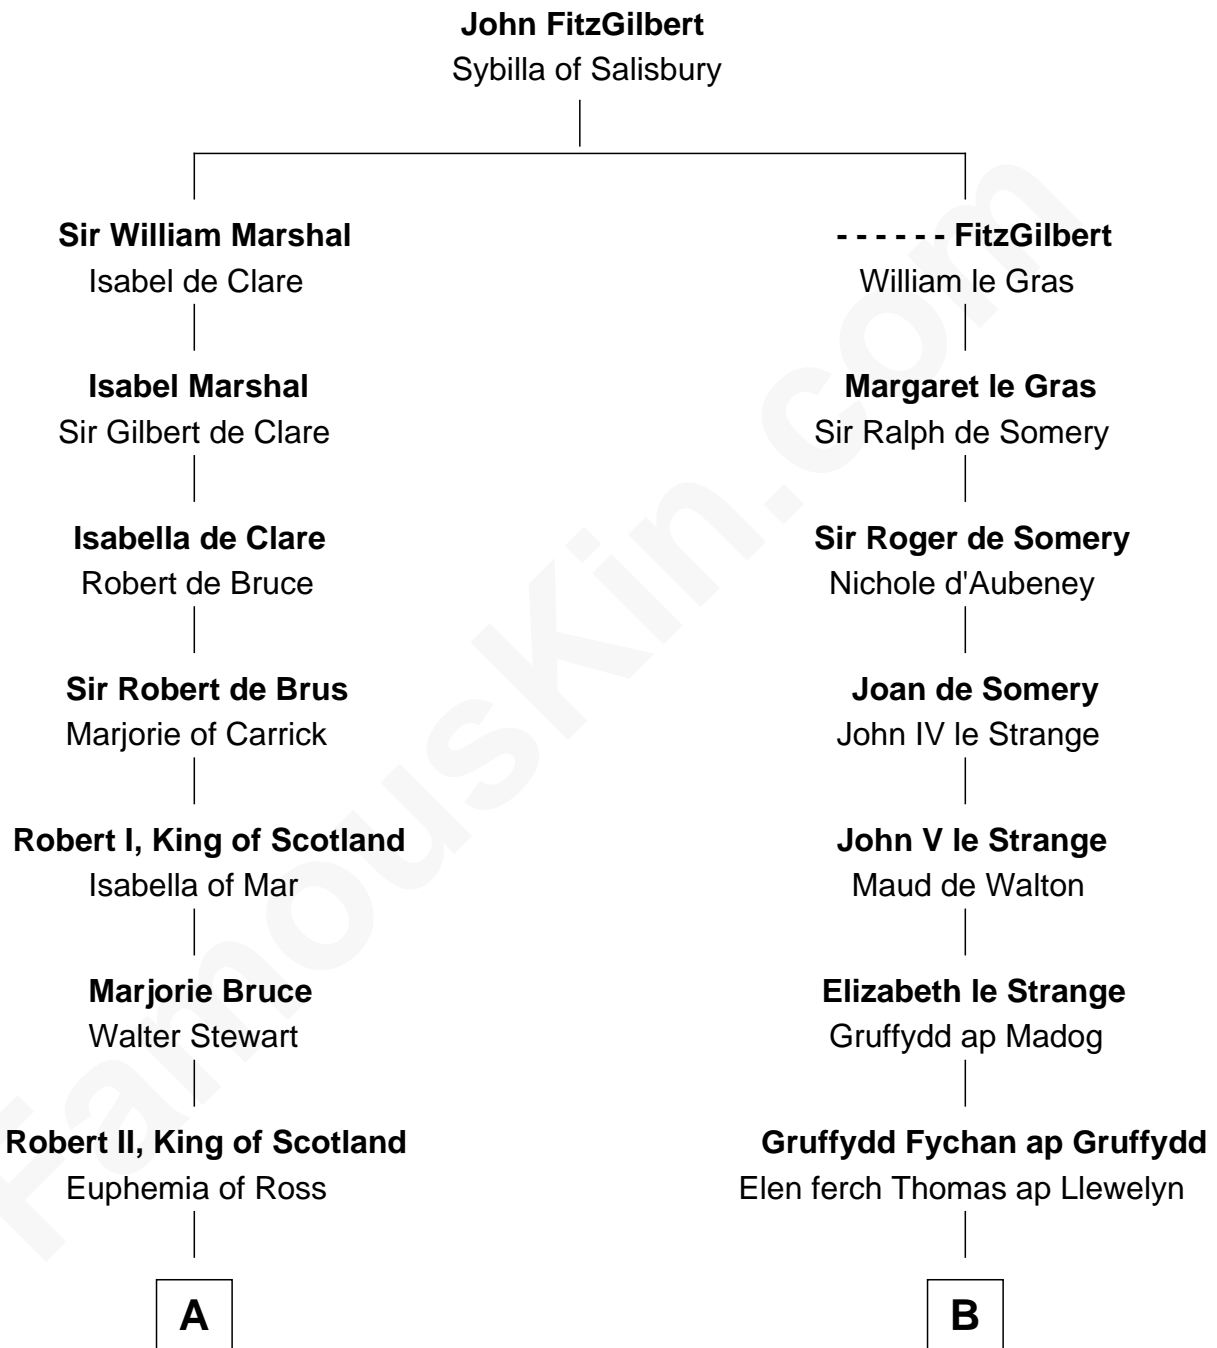 John FitzGilbert
Sybilla of Salisbury
Sir William Marshal
Isabel de Clare
Isabel Marshal
Sir Gilbert de Clare
Isabella de Clare
Robert de Bruce
Sir Robert de Brus
Marjorie of Carrick
Robert I, King of Scotland
Isabella of Mar
Marjorie Bruce
Walter Stewart
Robert II, King of Scotland
Euphemia of Ross
A
- - - - - - FitzGilbert
William le Gras
Margaret le Gras
Sir Ralph de Somery
Sir Roger de Somery
Nichole d'Aubeney
Joan de Somery
John IV le Strange
John V le Strange
Maud de Walton
Elizabeth le Strange
Gruffydd ap Madog
Gruffydd Fychan ap Gruffydd
Elen ferch Thomas ap Llewelyn
B
FamousKin.com